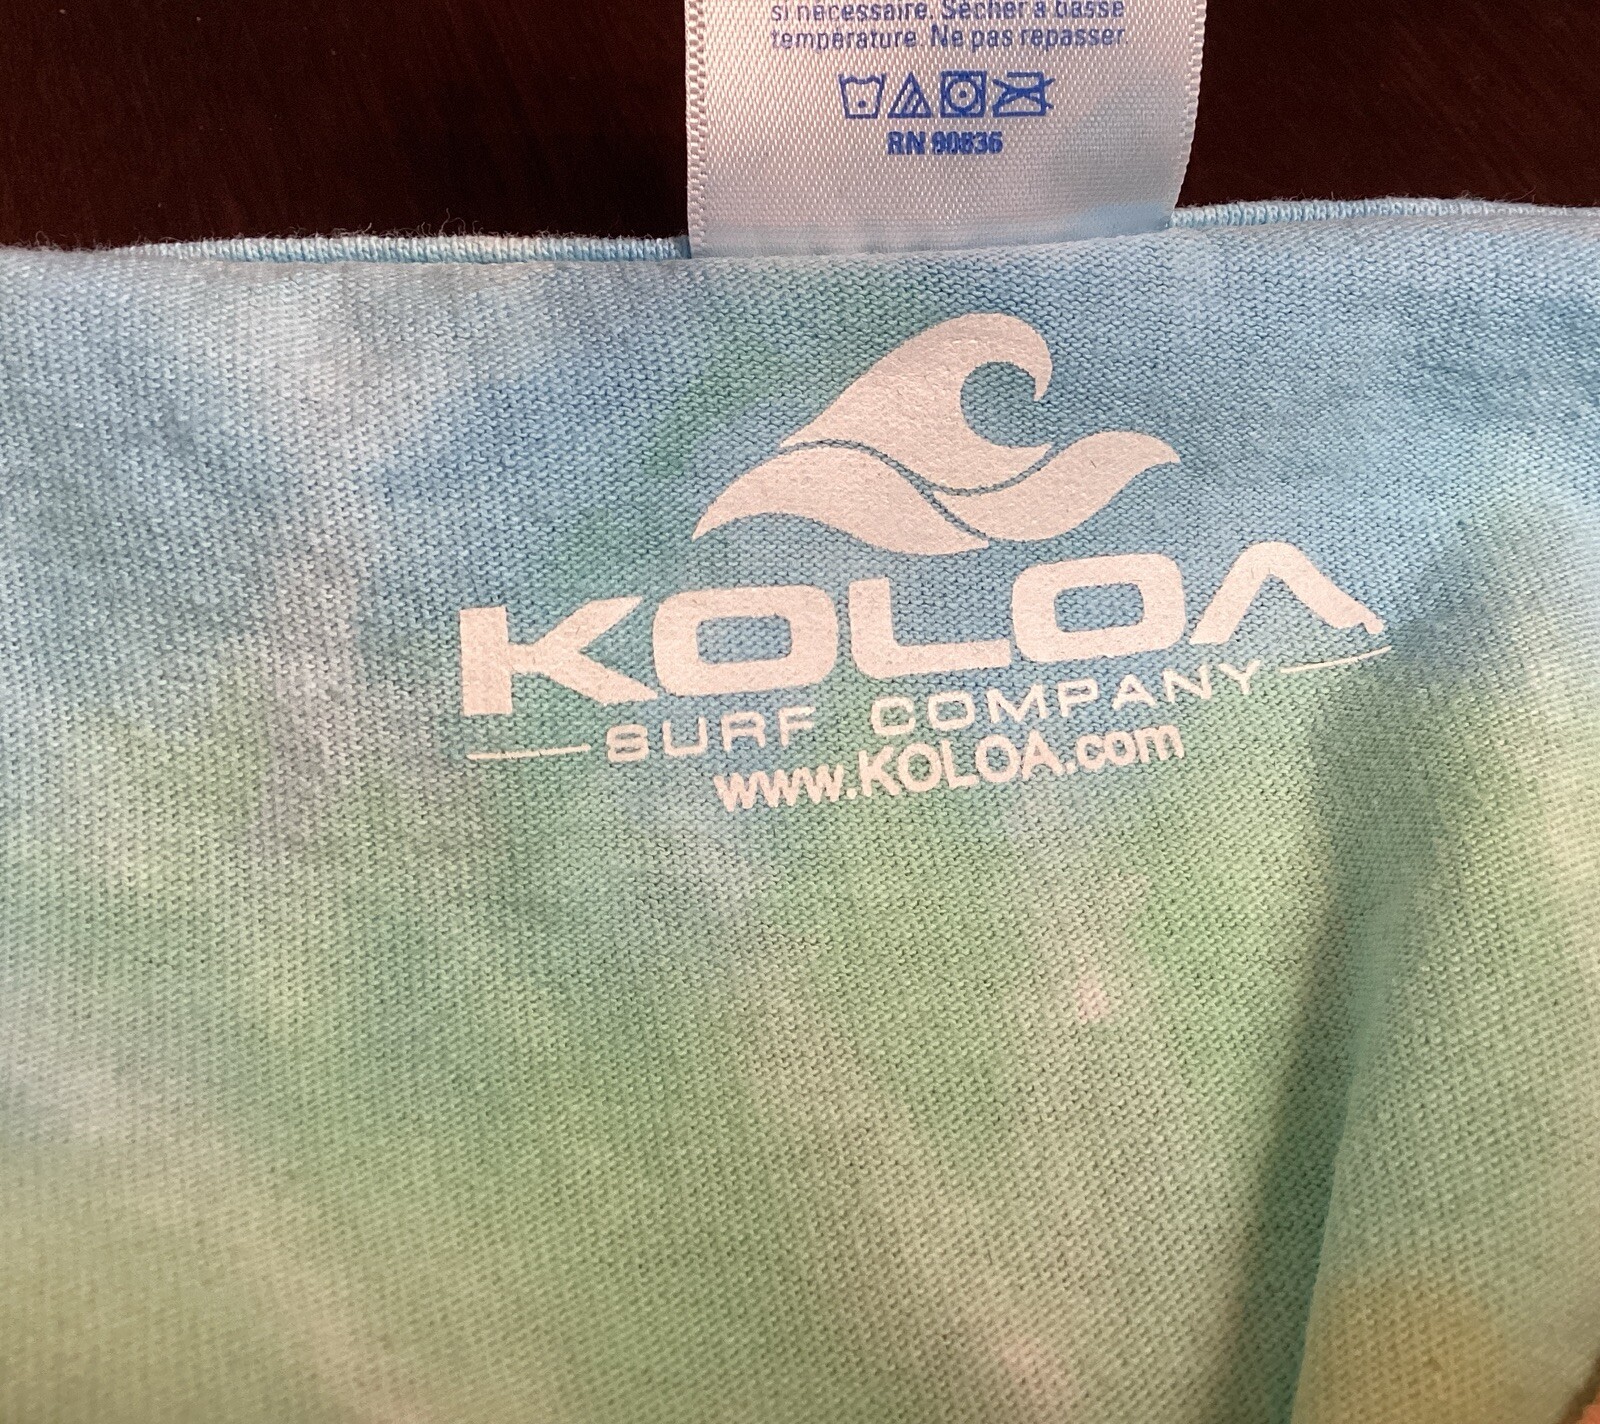 si nécessaire. Sécher à basse
température. Ne pas repasser.
RN 90836
KOLOA
SURF COMPANY
www.KOLOA.com